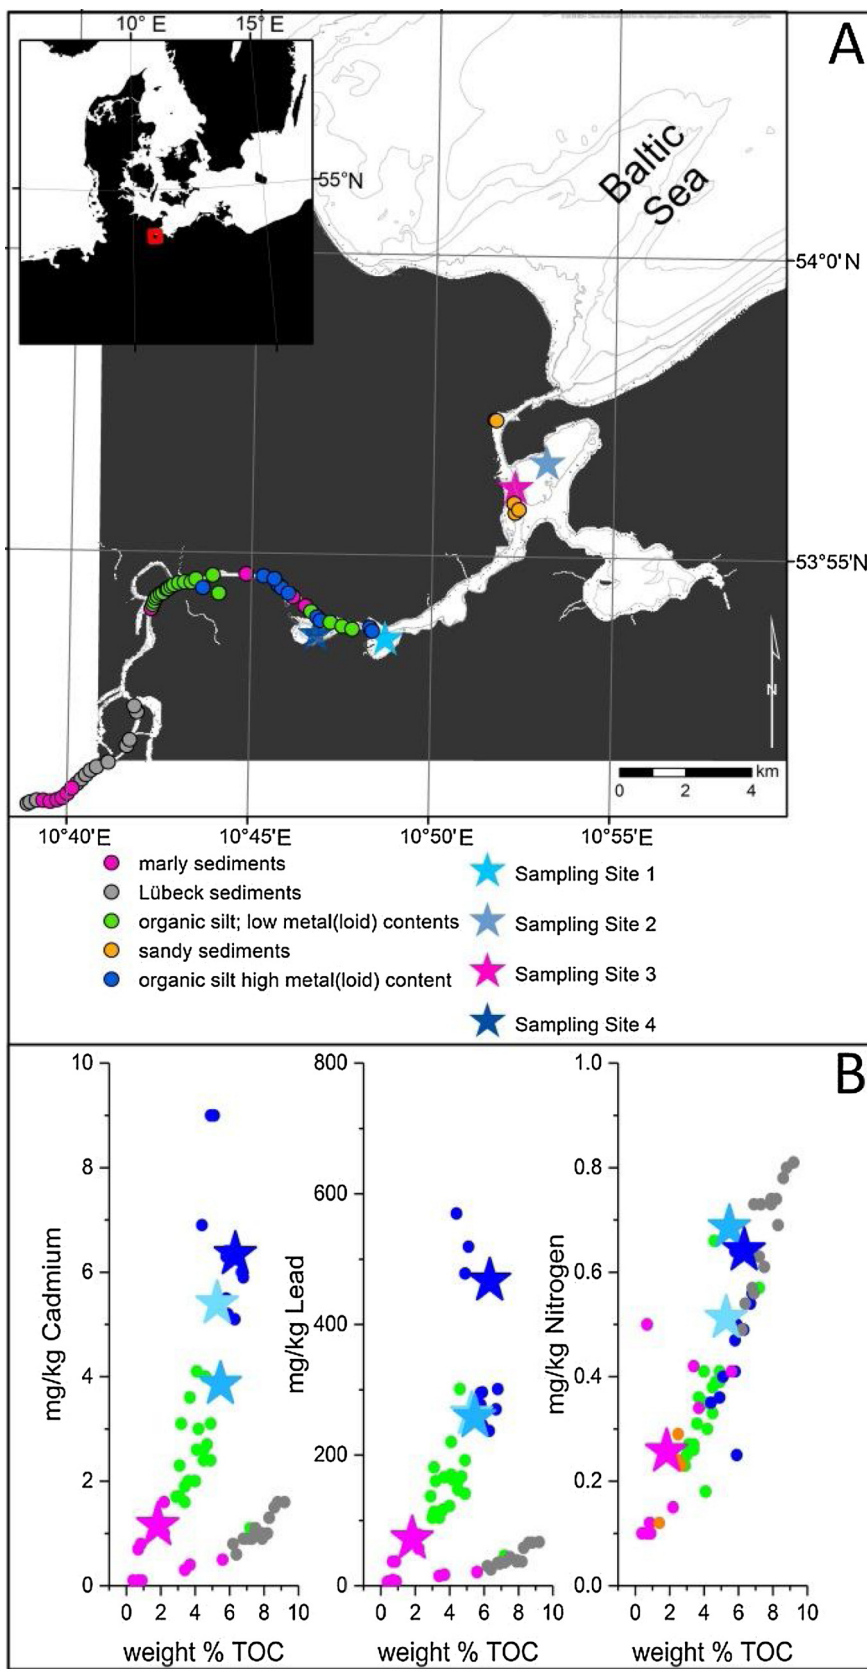 10° E 15° E
A
55°N
Baltic
Sea
54°0'N
53°55'N
N
km
0 2 4
10°40'E 10°45'E 10°50'E 10°55'E
marly sediments
Lübeck sediments
organic silt; low metal(loid) contents
sandy sediments
organic silt high metal(loid) content
Sampling Site 1
Sampling Site 2
Sampling Site 3
Sampling Site 4
B
mg/kg Cadmium
10
8
6
4
2
0
0 2 4 6 8 10
weight % TOC
mg/kg Lead
800
600
400
200
0
0 2 4 6 8 10
weight % TOC
mg/kg Nitrogen
1.0
0.8
0.6
0.4
0.2
0.0
0 2 4 6 8 10
weight % TOC